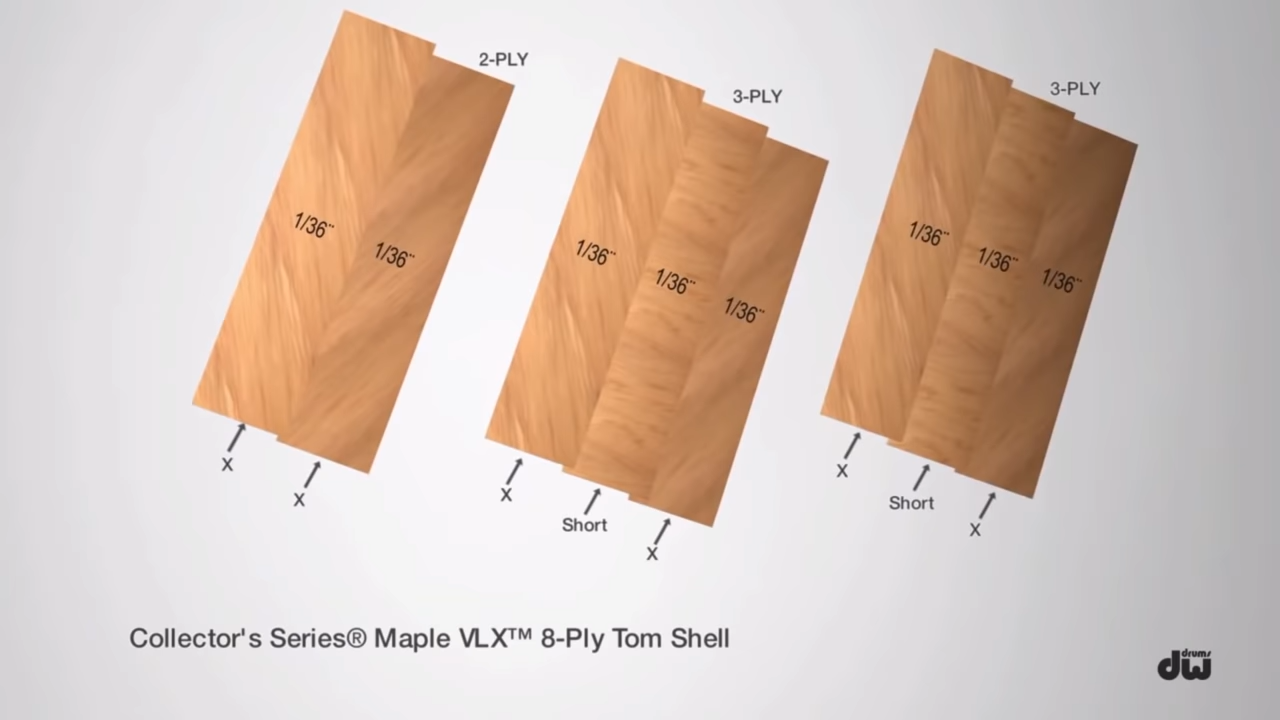 2-PLY
1/36¨
1/36¨
X
X
3-PLY
1/36¨
1/36¨
1/36¨
X
Short
X
3-PLY
1/36¨
1/36¨
1/36¨
X
Short
X
Collector's Series® Maple VLX™ 8-Ply Tom Shell
drums
dw